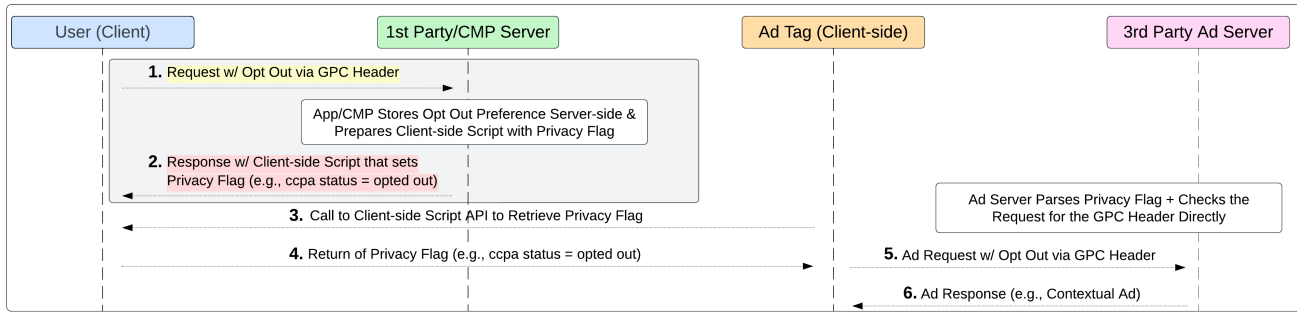 User (Client)
1st Party/CMP Server
Ad Tag (Client-side)
3rd Party Ad Server
1. Request w/ Opt Out via GPC Header
App/CMP Stores Opt Out Preference Server-side &
Prepares Client-side Script with Privacy Flag
2. Response w/ Client-side Script that sets
Privacy Flag (e.g., ccpa status = opted out)
Ad Server Parses Privacy Flag + Checks the
Request for the GPC Header Directly
3. Call to Client-side Script API to Retrieve Privacy Flag
4. Return of Privacy Flag (e.g., ccpa status = opted out)
5. Ad Request w/ Opt Out via GPC Header
6. Ad Response (e.g., Contextual Ad)